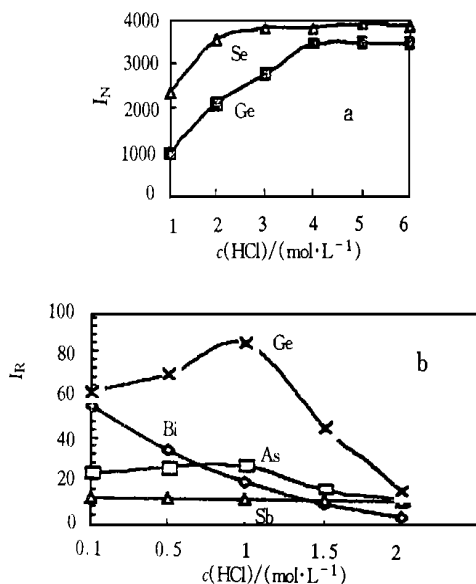 4000
3000
2000
1000
0
I_N
Se
Ge
a
1 2 3 4 5 6
c(HCl)/(mol·L⁻¹)
100
80
60
40
20
0
I_R
Ge
b
Bi
As
Sb
0.1 0.5 1 1.5 2
c(HCl)/(mol·L⁻¹)